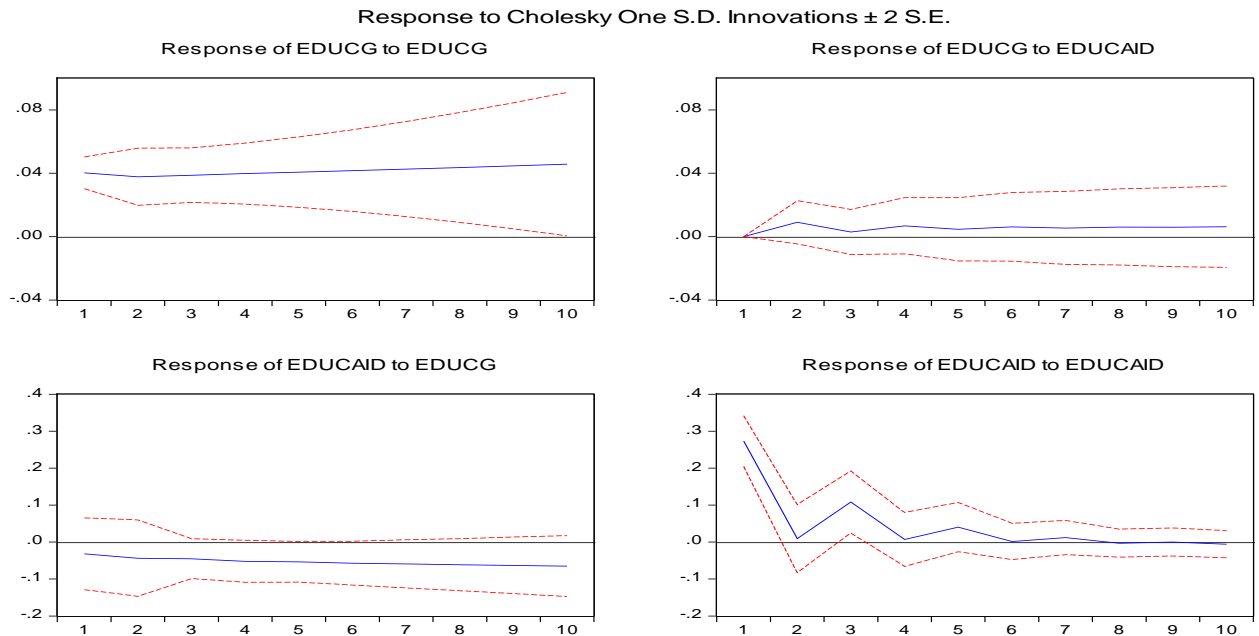 Response to Cholesky One S.D. Innovations ± 2 S.E.
Response of EDUCG to EDUCG
.08
.04
.00
-.04
1 2 3 4 5 6 7 8 9 10
Response of EDUCG to EDUCAID
.08
.04
.00
-.04
1 2 3 4 5 6 7 8 9 10
Response of EDUCAID to EDUCG
.4
.3
.2
.1
.0
-.1
-.2
1 2 3 4 5 6 7 8 9 10
Response of EDUCAID to EDUCAID
.4
.3
.2
.1
.0
-.1
-.2
1 2 3 4 5 6 7 8 9 10